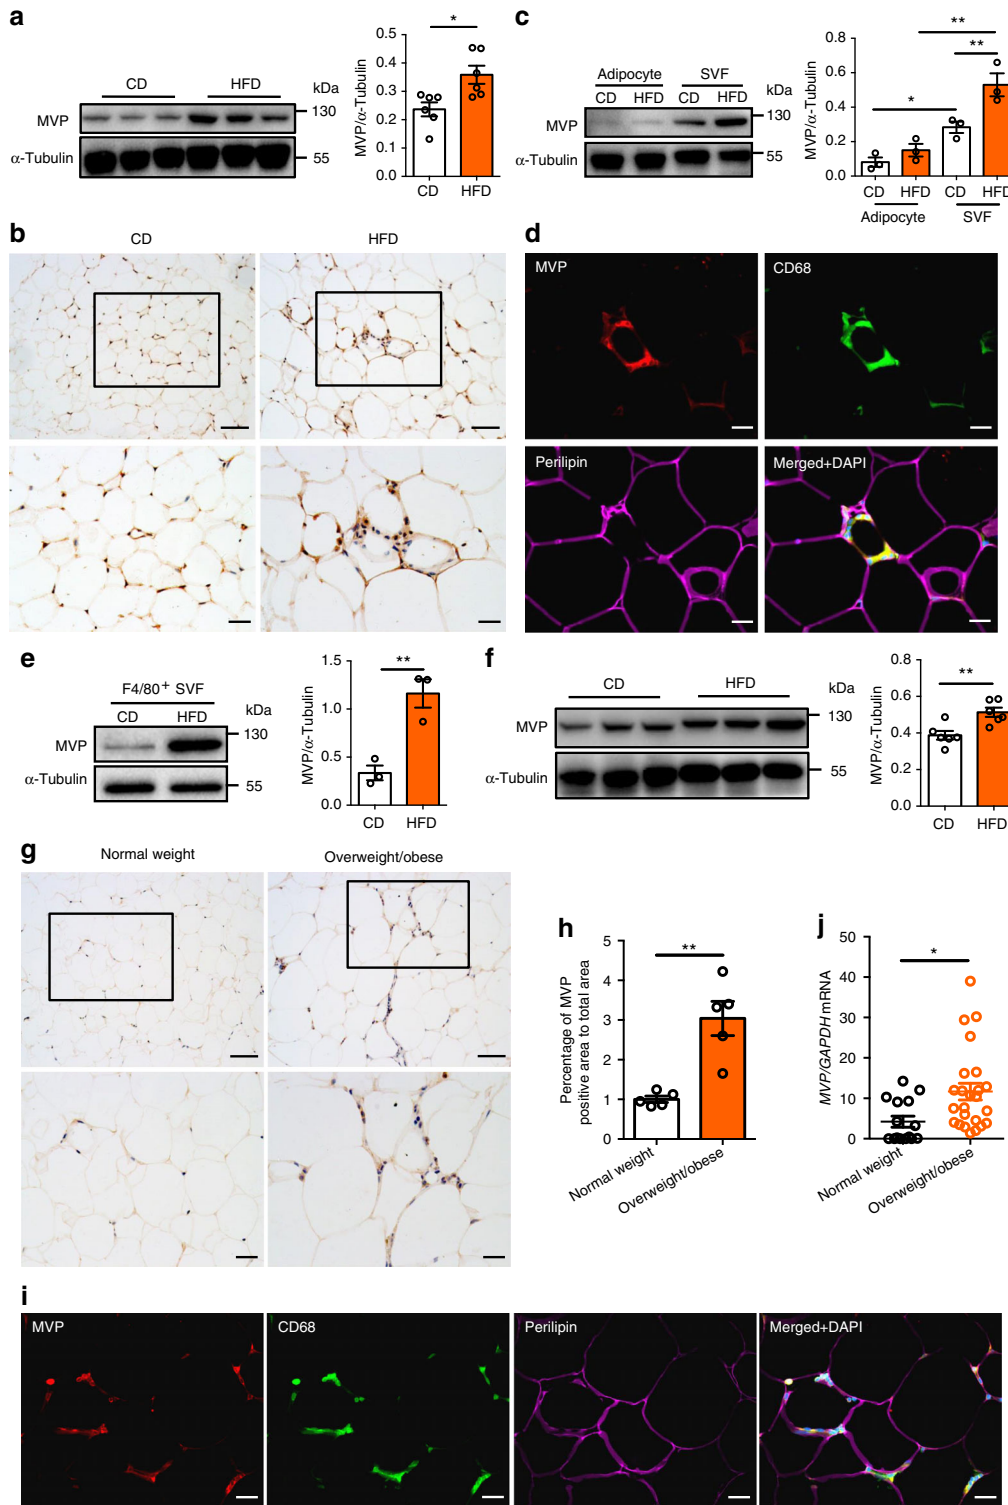 a
CD
HFD
kDa
MVP
130
α-Tubulin
55
MVP/α-Tubulin
0.5
0.4
0.3
0.2
0.1
0.0
*
CD
HFD
c
Adipocyte
SVF
CD
HFD
CD
HFD
kDa
MVP
130
α-Tubulin
55
MVP/α-Tubulin
0.8
0.6
0.4
0.2
0.0
*
**
**
CD
HFD
CD
HFD
Adipocyte
SVF
b
CD
HFD
d
MVP
CD68
Perilipin
Merged+DAPI
e
F4/80+ SVF
CD
HFD
kDa
MVP
130
α-Tubulin
55
MVP/α-Tubulin
1.5
1.0
0.5
0.0
**
CD
HFD
f
CD
HFD
kDa
MVP
130
α-Tubulin
55
MVP/α-Tubulin
0.8
0.6
0.4
0.2
0.0
**
CD
HFD
g
Normal weight
Overweight/obese
h
Percentage of MVP
positive area to total area
5
4
3
2
1
0
**
Normal weight
Overweight/obese
j
MVP/GAPDH mRNA
50
40
30
20
10
0
*
Normal weight
Overweight/obese
i
MVP
CD68
Perilipin
Merged+DAPI